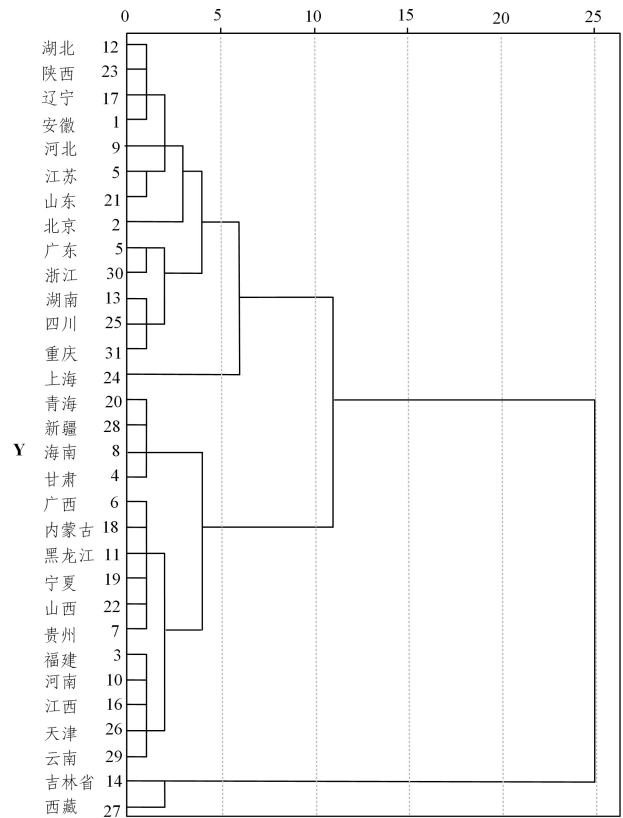 0 5 10 15 20 25
湖北 12
陕西 23
辽宁 17
安徽 1
河北 9
江苏 5
山东 21
北京 2
广东 5
浙江 30
湖南 13
四川 25
重庆 31
上海 24
青海 20
新疆 28
Y 海南 8
甘肃 4
广西 6
内蒙古 18
黑龙江 11
宁夏 19
山西 22
贵州 7
福建 3
河南 10
江西 16
天津 26
云南 29
吉林省 14
西藏 27